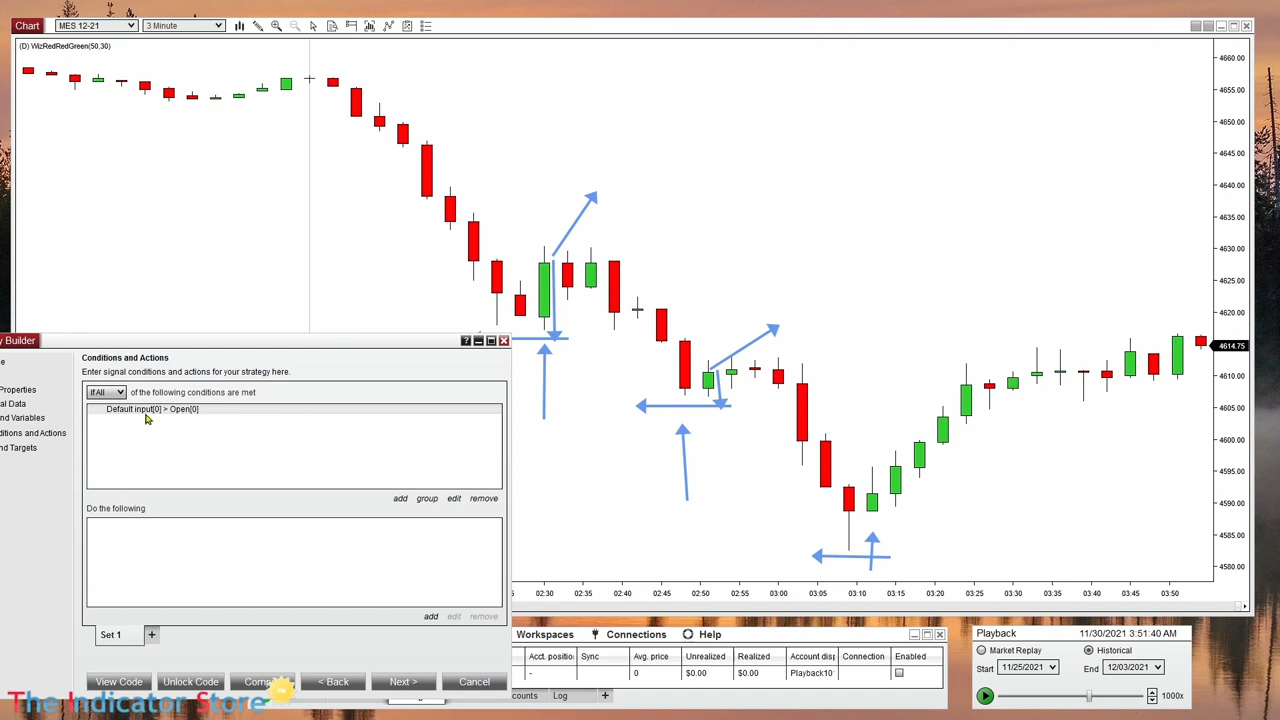 Chart
MES 12-21
3 Minute
(D) WizRedRedGreen(50,30)
4660.00
4655.00
4650.00
4645.00
4640.00
4635.00
4630.00
4625.00
4620.00
4614.75
4610.00
4605.00
4600.00
4595.00
4590.00
4585.00
4580.00
02:30 02:35 02:40 02:45 02:50 02:55 03:00 03:05 03:10 03:15 03:20 03:25 03:30 03:35 03:40 03:45 03:50
y Builder
Conditions and Actions
Enter signal conditions and actions for your strategy here.
If All of the following conditions are met
Default input[0] > Open[0]
Properties
al Data
nd Variables
ditions and Actions
nd Targets
add group edit remove
Do the following
add edit remove
Set 1 +
View Code Unlock Code < Back Next > Cancel
Workspaces Connections Help
Acct. positio Sync Avg. price Unrealized Realized Account disp Connection Enabled
- 0 $0.00 $0.00 Playback10
counts Log +
Playback 11/30/2021 3:51:40 AM
Market Replay Historical
Start 11/25/2021 End 12/03/2021
1000x
The Indicator Store